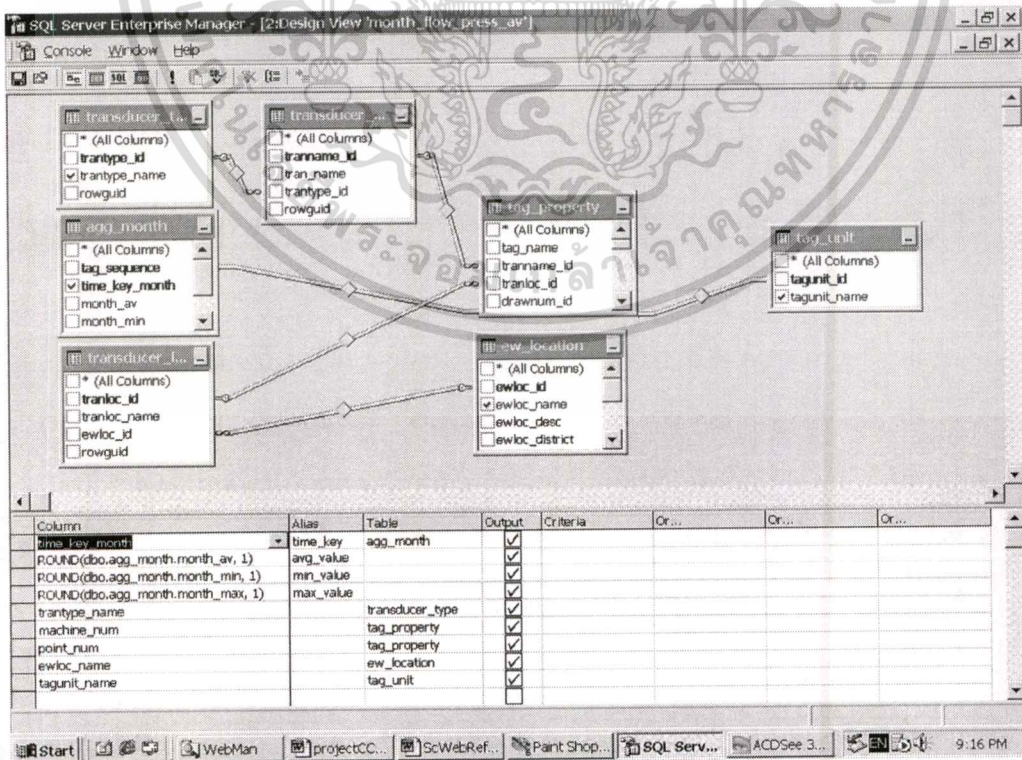 SQL Server Enterprise Manager - [2:Design View 'month_flow_press_av']
Console Window Help
SQL
transducer_t...
* (All Columns)
trantype_id
trantype_name
rowguid
transducer_...
* (All Columns)
tranname_id
tran_name
trantype_id
rowguid
agg_month
* (All Columns)
tag_sequence
time_key_month
month_av
month_min
tag_property
* (All Columns)
tag_name
tranname_id
tranloc_id
drawnum_id
tag_unit
* (All Columns)
tagunit_id
tagunit_name
transducer_l...
* (All Columns)
tranloc_id
tranloc_name
ewloc_id
rowguid
ew_location
* (All Columns)
ewloc_id
ewloc_name
ewloc_desc
ewloc_district
Column Alias Table Output Criteria Or... Or... Or...
time_key_month time_key agg_month
ROUND(dbo.agg_month.month_av, 1) avg_value
ROUND(dbo.agg_month.month_min, 1) min_value
ROUND(dbo.agg_month.month_max, 1) max_value
trantype_name transducer_type
machine_num tag_property
point_num tag_property
ewloc_name ew_location
tagunit_name tag_unit
Start WebMan projectCC... ScWebRef... Paint Shop... SQL Serv... ACDSee 3... EN 9:16 PM